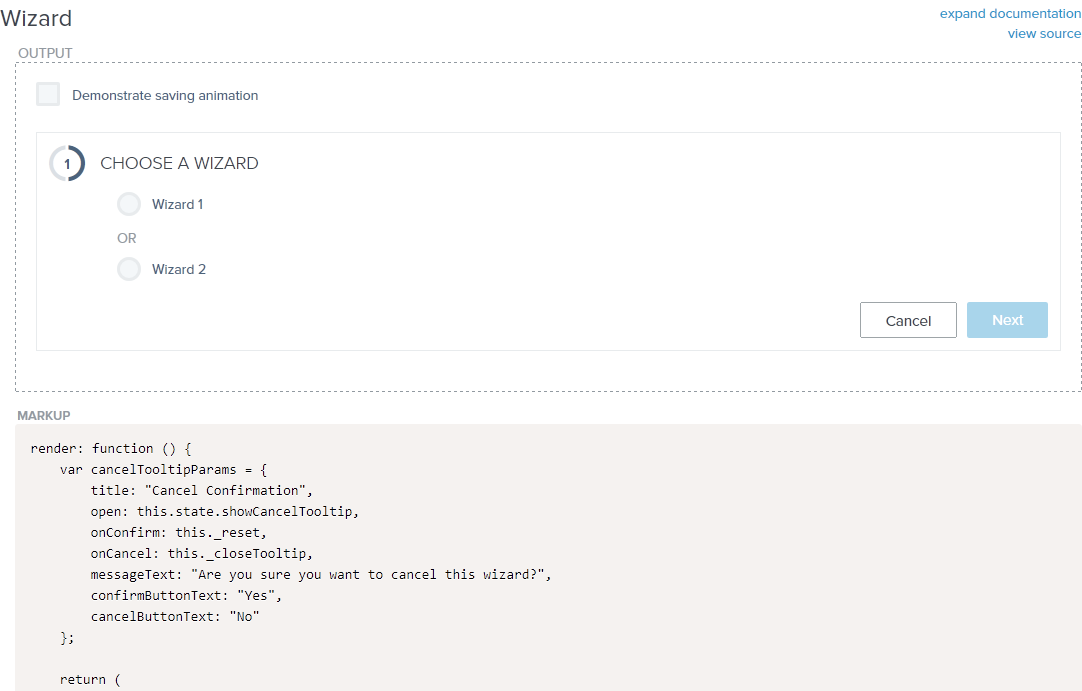 Wizard
expand documentation
view source
OUTPUT
Demonstrate saving animation
1 CHOOSE A WIZARD
Wizard 1
OR
Wizard 2
Cancel Next
MARKUP
render: function () {
    var cancelTooltipParams = {
        title: "Cancel Confirmation",
        open: this.state.showCancelTooltip,
        onConfirm: this._reset,
        onCancel: this._closeTooltip,
        messageText: "Are you sure you want to cancel this wizard?",
        confirmButtonText: "Yes",
        cancelButtonText: "No"
    };
    return (